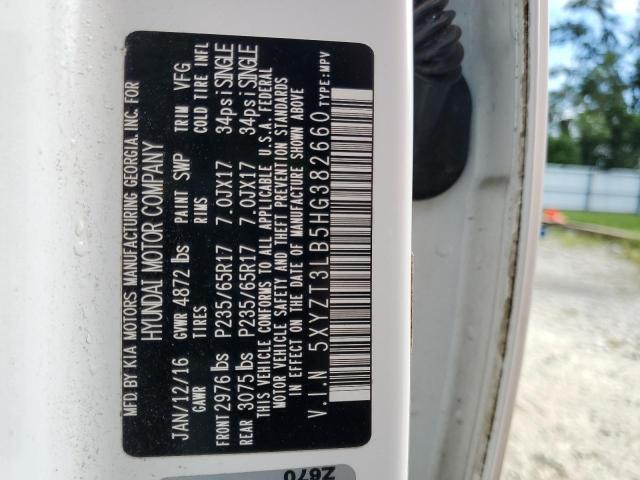 MFD. BY KIA MOTORS MANUFACTURING GEORGIA, INC. FOR
HYUNDAI MOTOR COMPANY
JAN/12/16 GVWR 4872 lbs PAINT SWP TRIM VFG
GAWR TIRES RIMS COLD TIRE INFL
FRONT 2976 lbs P235/65R17 7.0JX17 34psi SINGLE
REAR 3075 lbs P235/65R17 7.0JX17 34psi SINGLE
THIS VEHICLE CONFORMS TO ALL APPLICABLE U.S.A. FEDERAL
MOTOR VEHICLE SAFETY AND THEFT PREVENTION STANDARDS
IN EFFECT ON THE DATE OF MANUFACTURE SHOWN ABOVE
V.I.N 5XYZT3LB5HG382660 TYPE:MPV
Z670